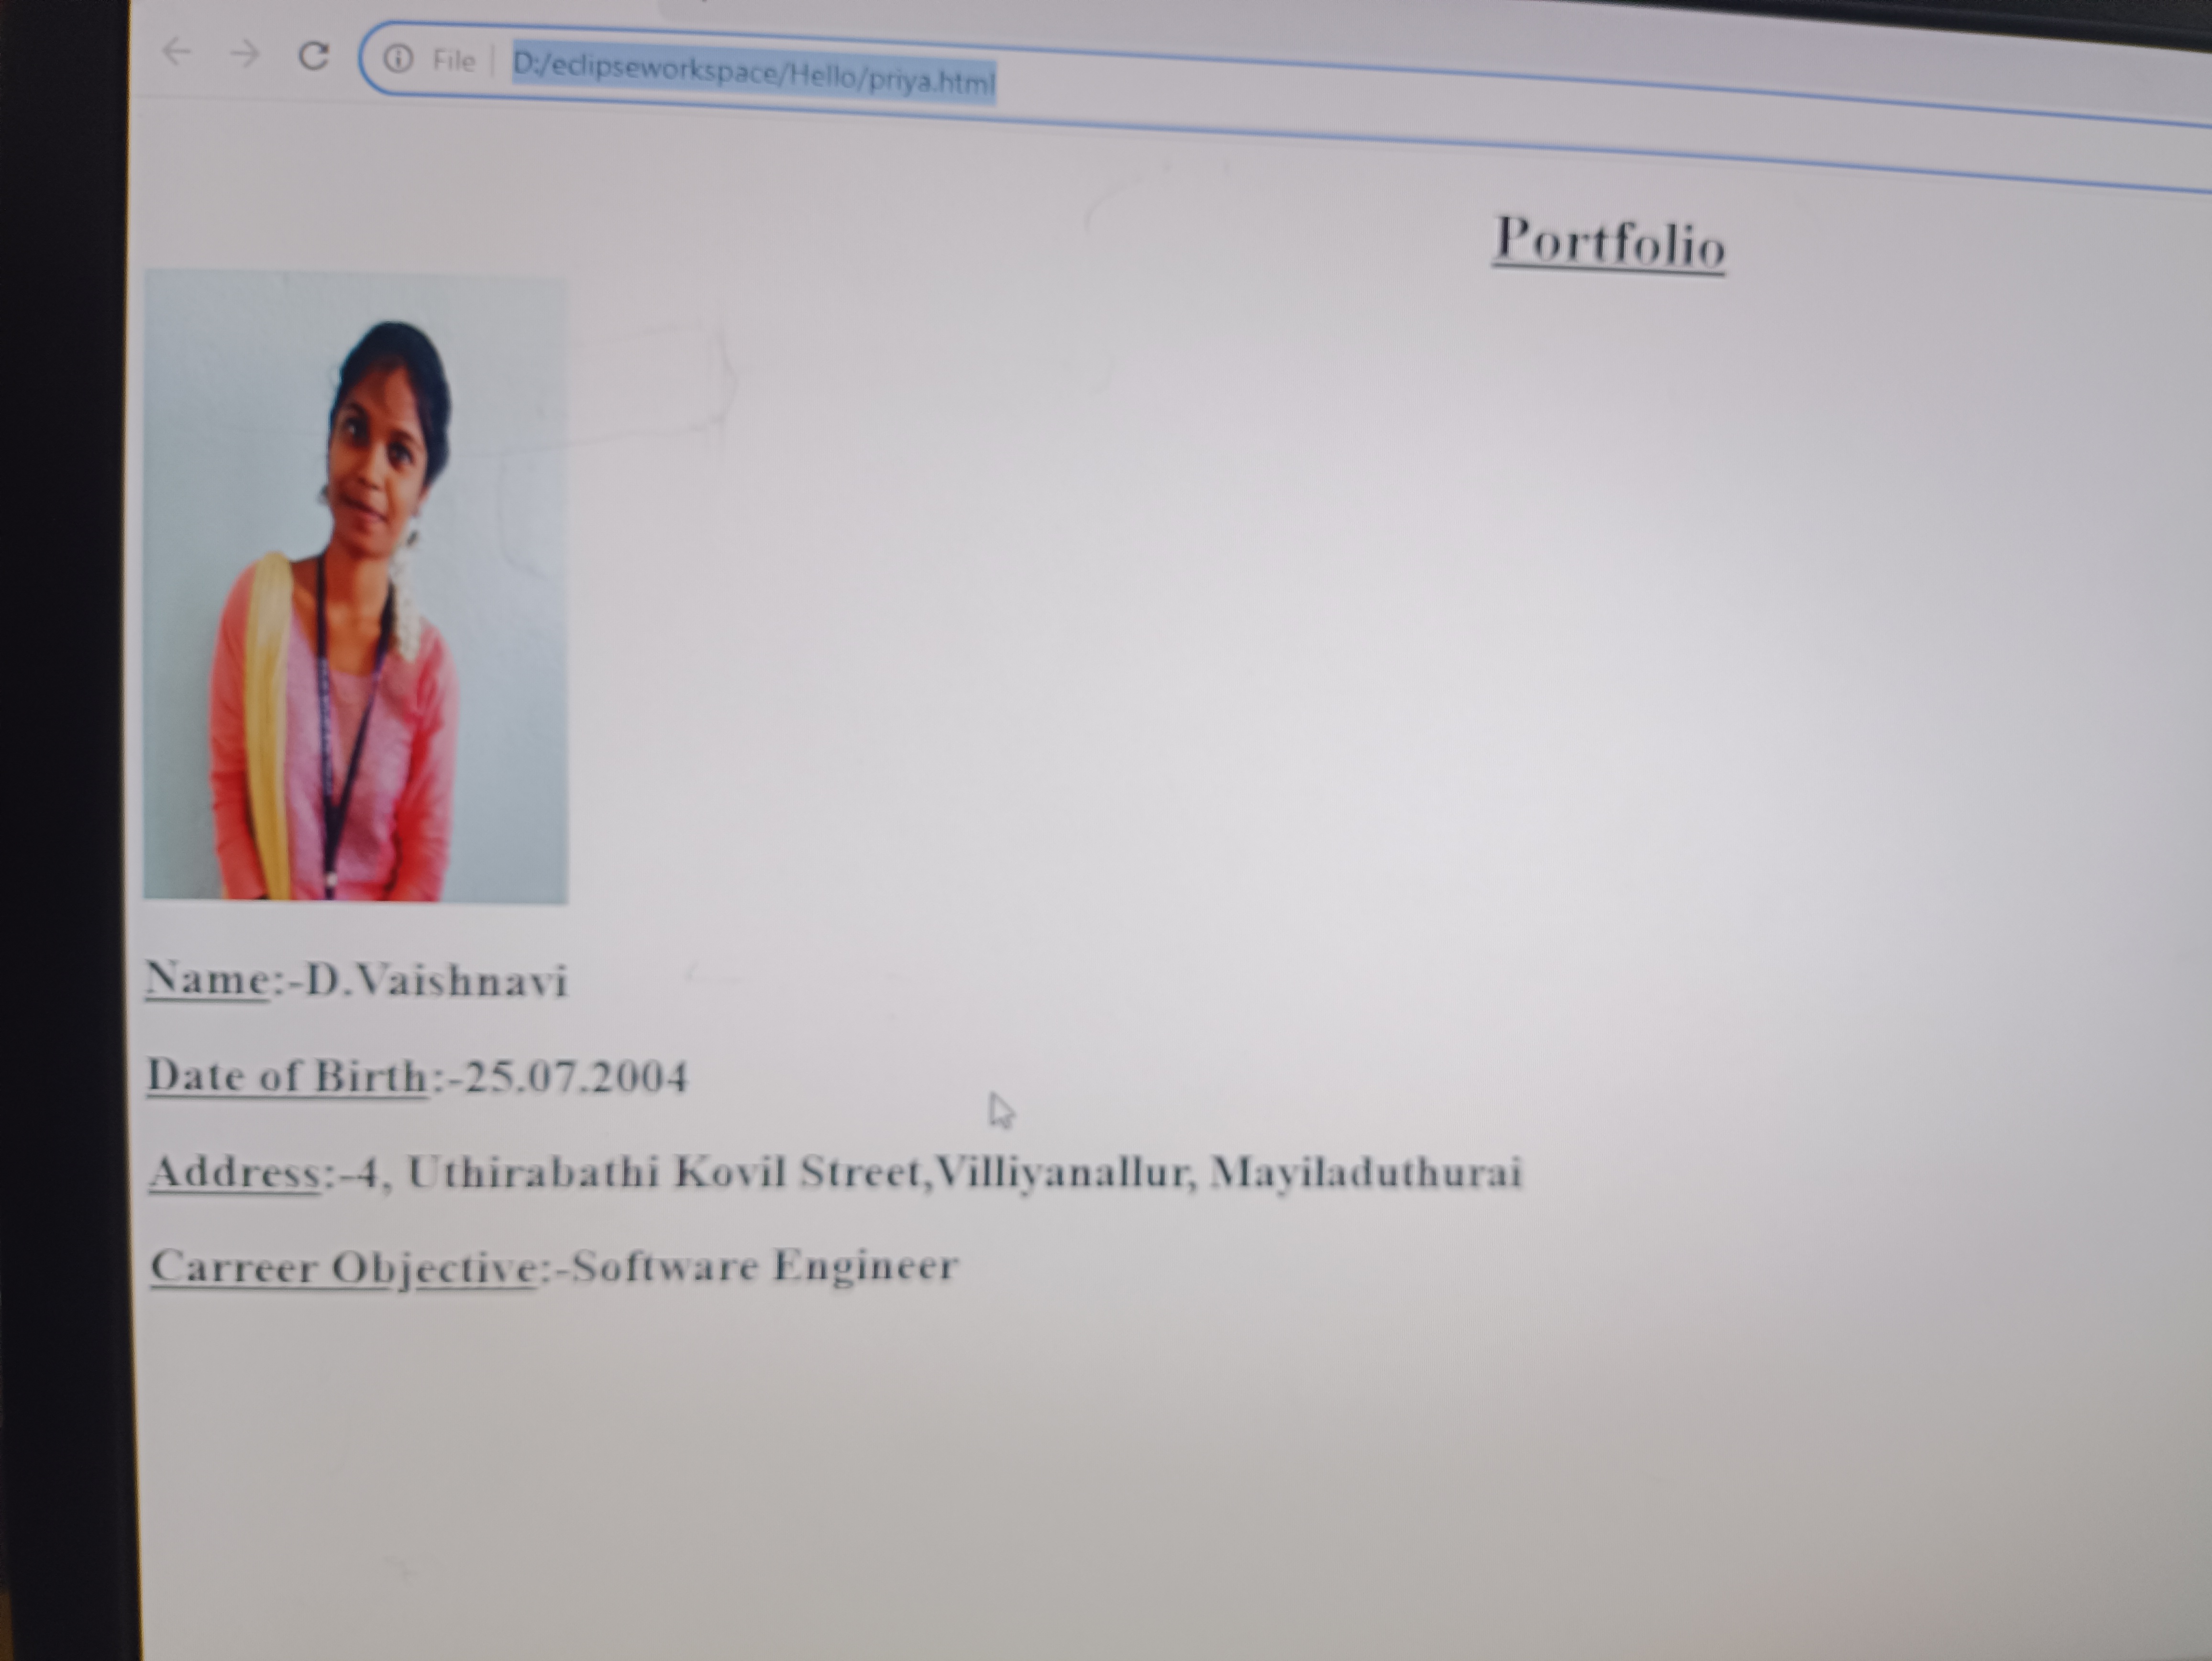 File D:/eclipseworkspace/Hello/priya.html
Portfolio
Name:-D.Vaishnavi
Date of Birth:-25.07.2004
Address:-4, Uthirabathi Kovil Street,Villiyanallur, Mayiladuthurai
Carreer Objective:-Software Engineer